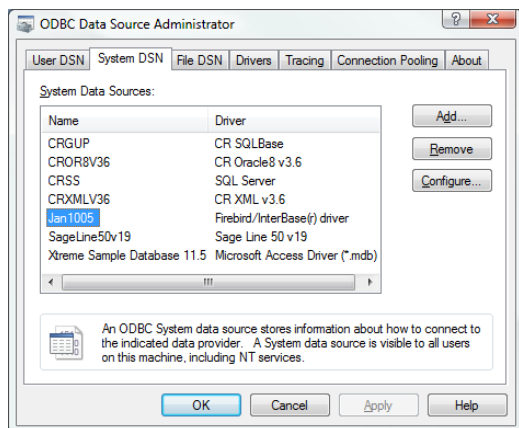 ODBC Data Source Administrator
User DSN System DSN File DSN Drivers Tracing Connection Pooling About
System Data Sources:
Name Driver
CRGUP CR SQLBase
CROR8V36 CR Oracle8 v3.6
CRSS SQL Server
CRXMLV36 CR XML v3.6
Jan1005 Firebird/InterBase(r) driver
SageLine50v19 Sage Line 50 v19
Xtreme Sample Database 11.5 Microsoft Access Driver (*.mdb)
Add...
Remove
Configure...
An ODBC System data source stores information about how to connect to
the indicated data provider. A System data source is visible to all users
on this machine, including NT services.
OK Cancel Apply Help